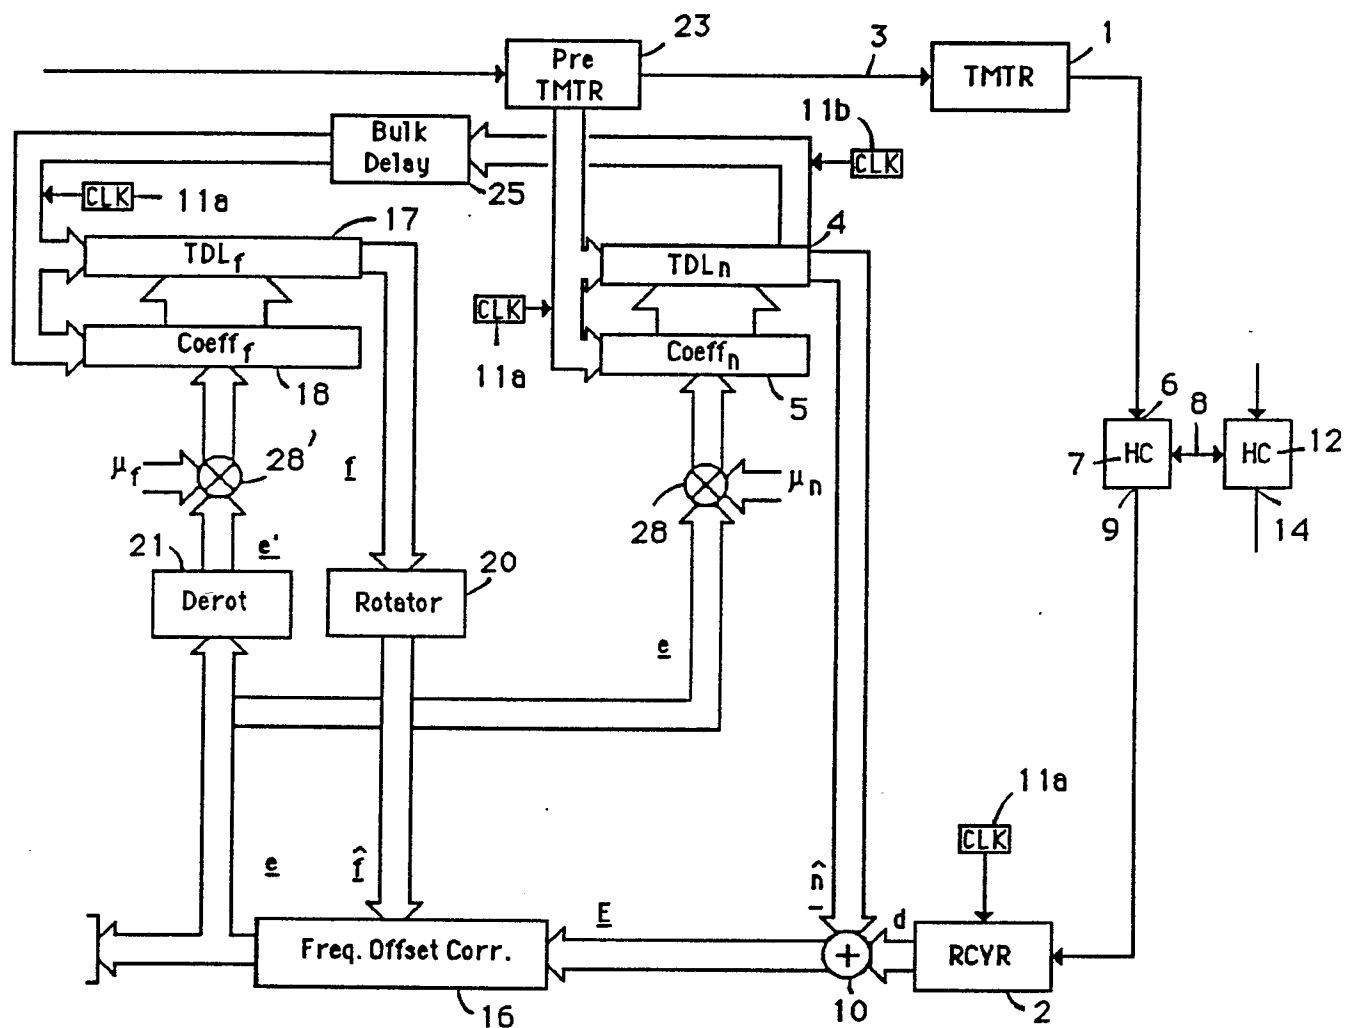 23
3
1
Pre
TMTR
TMTR
11b
CLK
Bulk
Delay
25
CLK
11a
17
4
TDLf
TDLn
CLK
Coefff
Coeffn
11a
18
5
6
8
7
HC
HC
12
μf
28'
f
28
μn
9
14
21
e'
20
Derot
Rotator
e
11a
CLK
e
f̂
n̂
E
d
Freq. Offset Corr.
+
RCYR
16
10
2